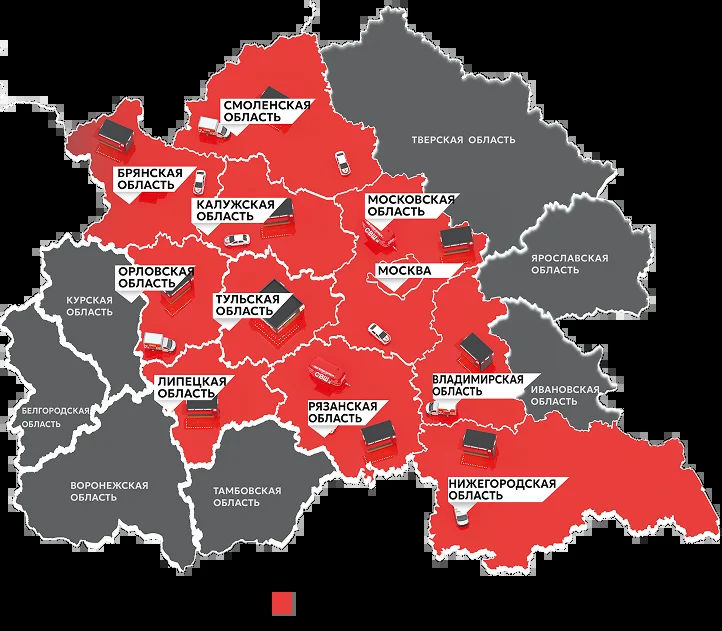 СМОЛЕНСКАЯ
ОБЛАСТЬ
ТВЕРСКАЯ ОБЛАСТЬ
БРЯНСКАЯ
ОБЛАСТЬ
КАЛУЖСКАЯ
ОБЛАСТЬ
МОСКОВСКАЯ
ОБЛАСТЬ
ЯРОСЛАВСКАЯ
ОБЛАСТЬ
МОСКВА
ОРЛОВСКАЯ
ОБЛАСТЬ
КУРСКАЯ
ОБЛАСТЬ
ТУЛЬСКАЯ
ОБЛАСТЬ
ЛИПЕЦКАЯ
ОБЛАСТЬ
ВЛАДИМИРСКАЯ
ОБЛАСТЬ
ИВАНОВСКАЯ
ОБЛАСТЬ
РЯЗАНСКАЯ
ОБЛАСТЬ
БЕЛГОРОДСКАЯ
ОБЛАСТЬ
ВОРОНЕЖСКАЯ
ОБЛАСТЬ
ТАМБОВСКАЯ
ОБЛАСТЬ
НИЖЕГОРОДСКАЯ
ОБЛАСТЬ